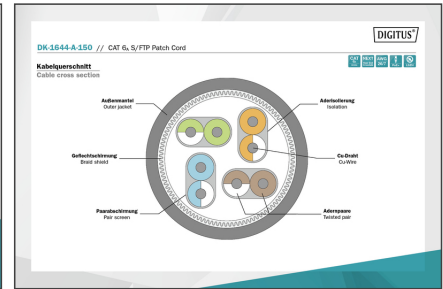 DIGITUS®
DK-1644-A-150 // CAT 6A S/FTP Patch Cord
Kabelquerschnitt
Cable cross section
Außenmantel
Outer jacket
Aderisolierung
Isolation
Geflechtschirmung
Braid shield
Cu-Draht
Cu-Wire
Paarabschirmung
Pair screen
Adernpaare
Twisted pair